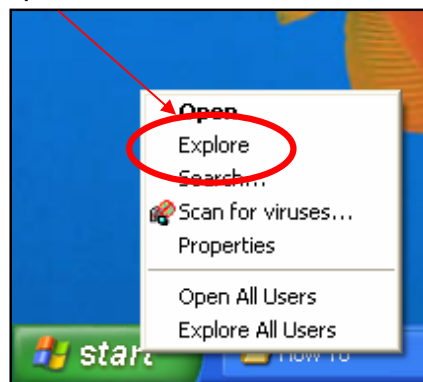 Open
Explore
Search...
Scan for viruses...
Properties
Open All Users
Explore All Users
start
How To